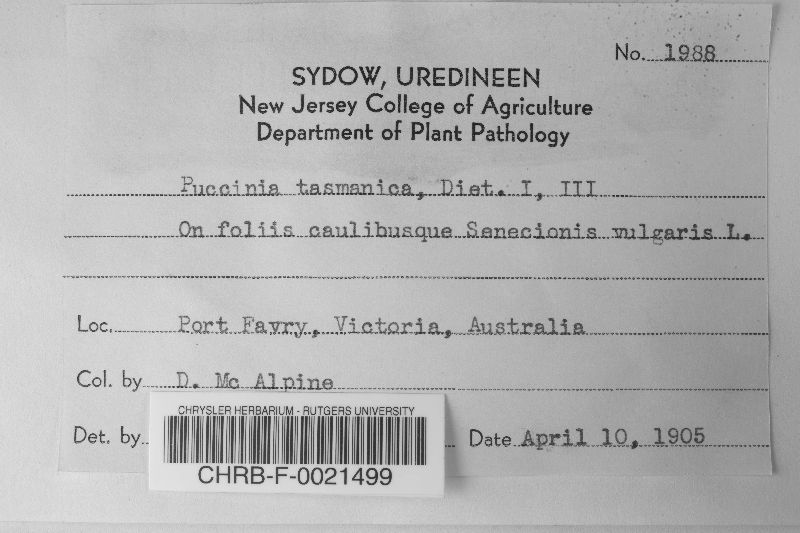 No. 1988
SYDOW, UREDINEEN
New Jersey College of Agriculture
Department of Plant Pathology
Puccinia tasmanica, Diet. I, III
On foliis caulibusque Senecionis vulgaris L.
Loc. Port Favry, Victoria, Australia
Col. by D. Mc Alpine
Det. by
Date April 10, 1905
CHRYSLER HERBARIUM - RUTGERS UNIVERSITY
CHRB-F-0021499